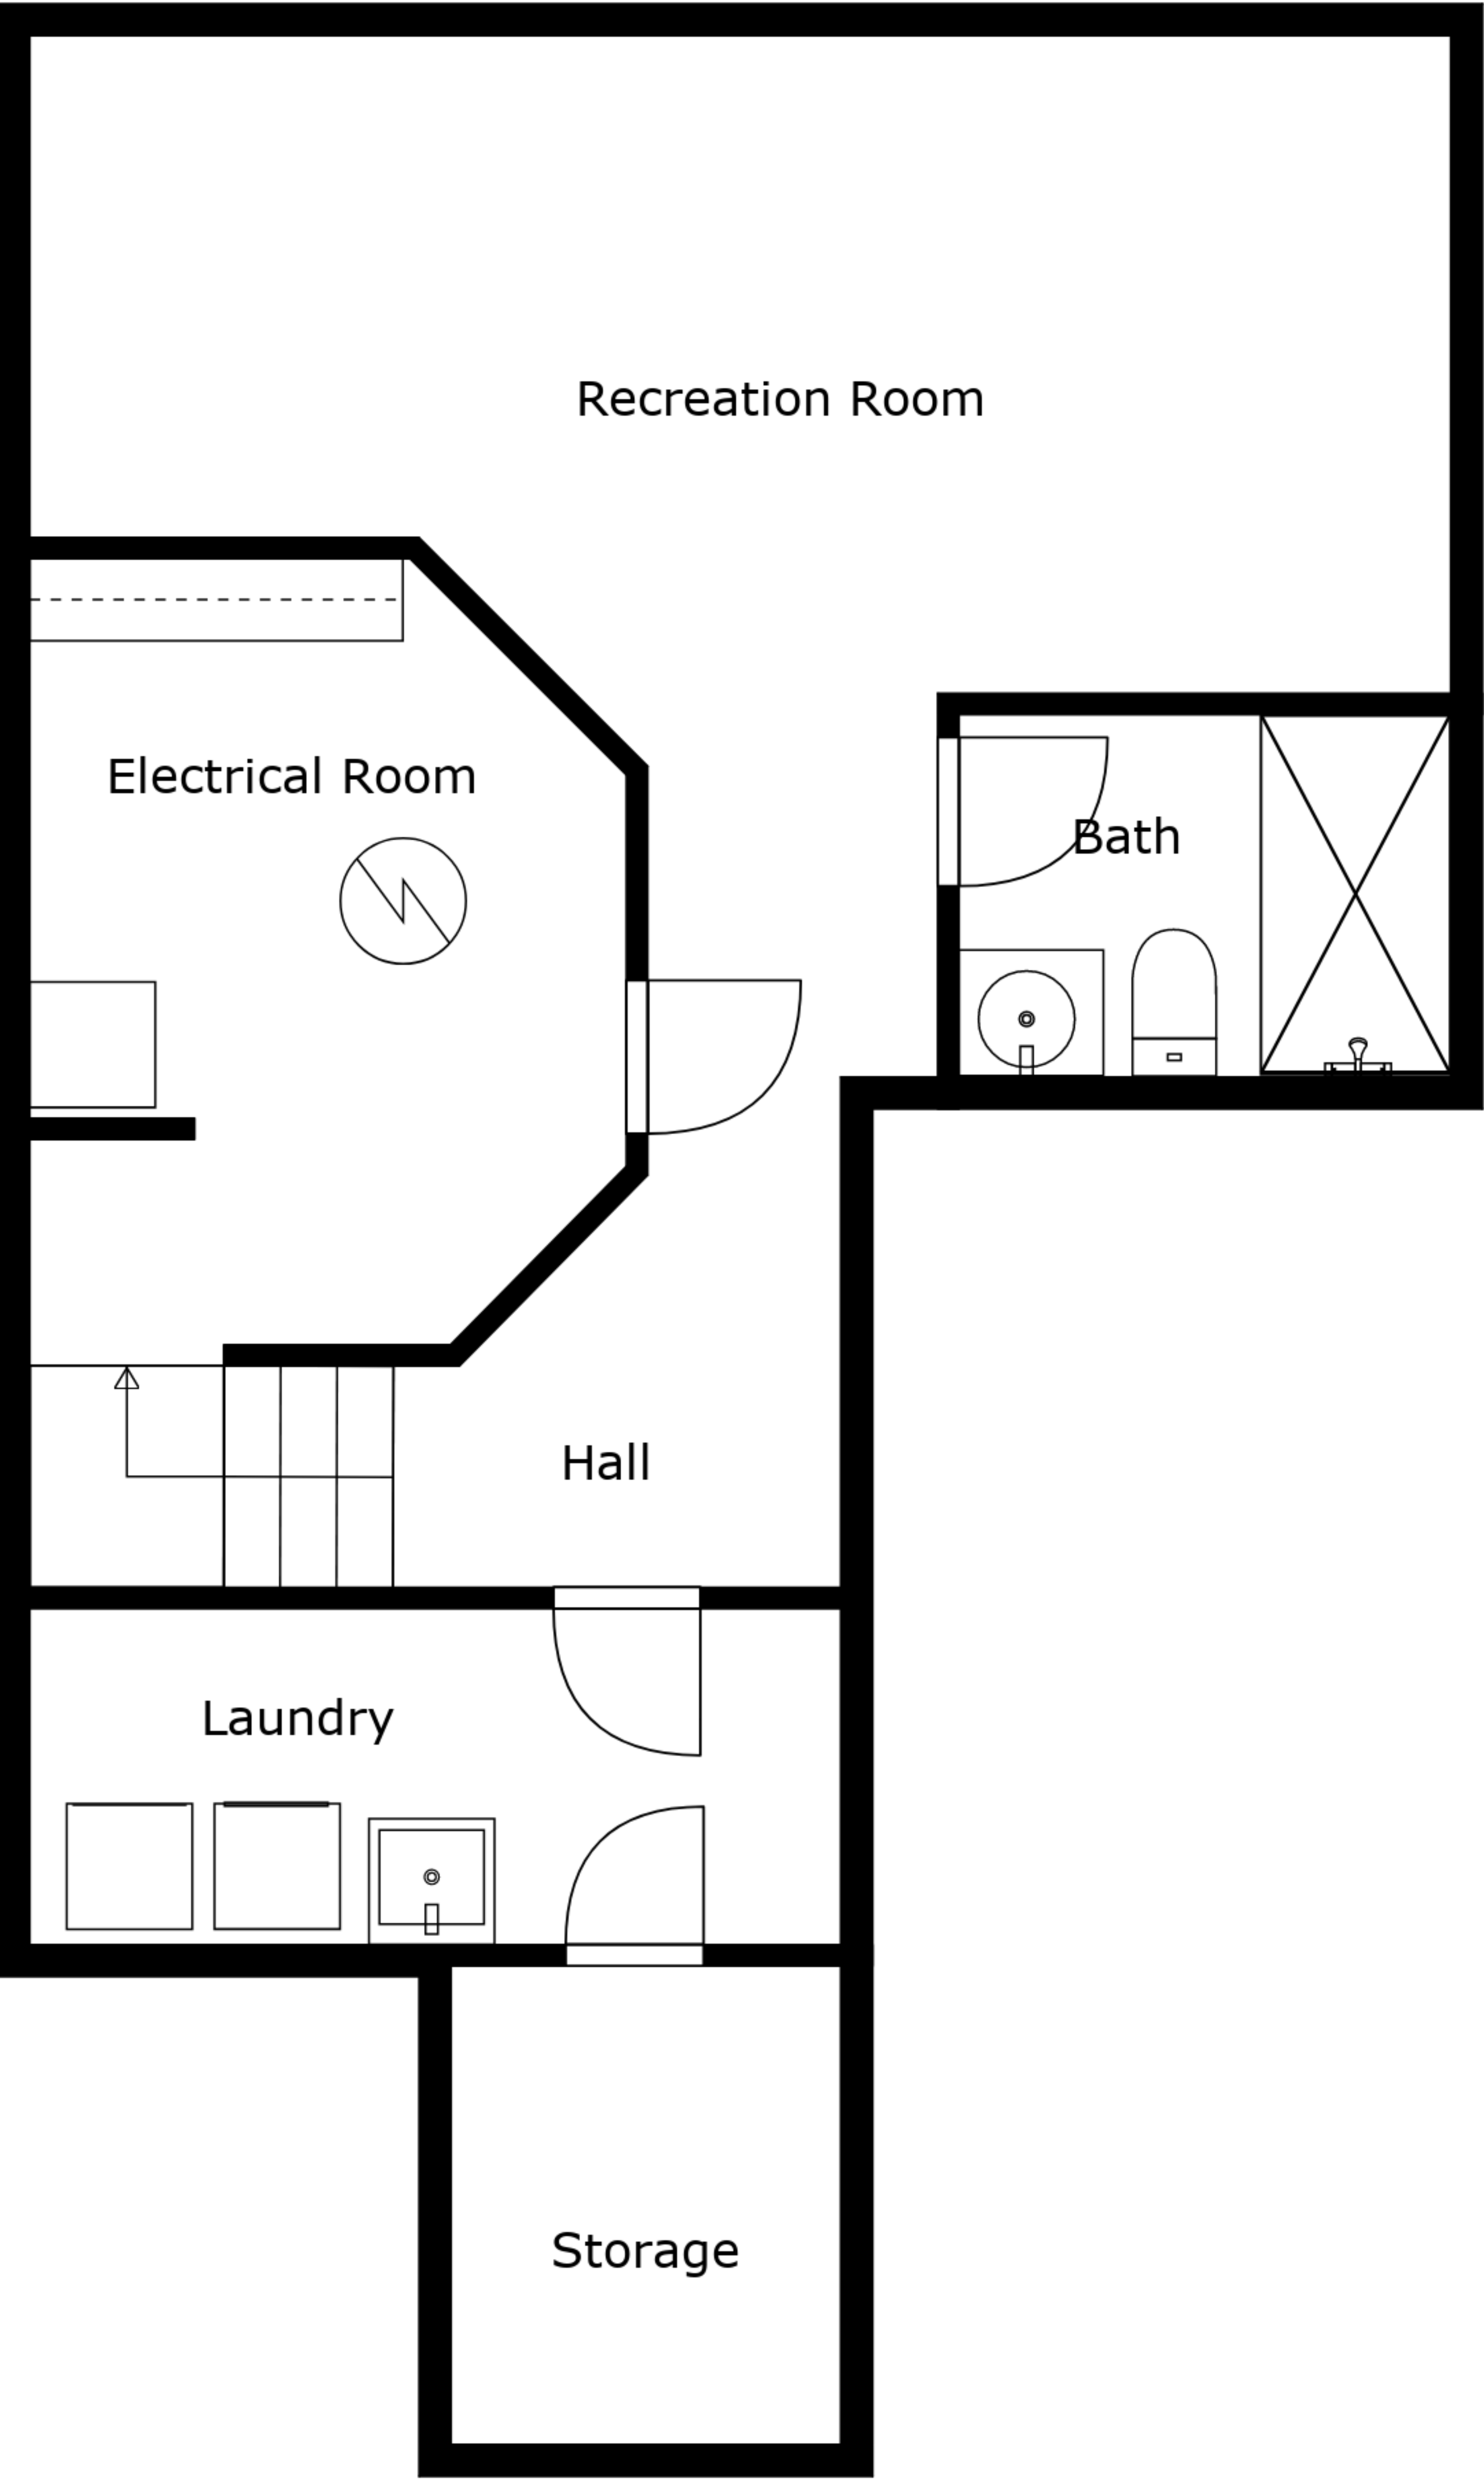 Recreation Room
Electrical Room
Bath
Hall
Laundry
Storage